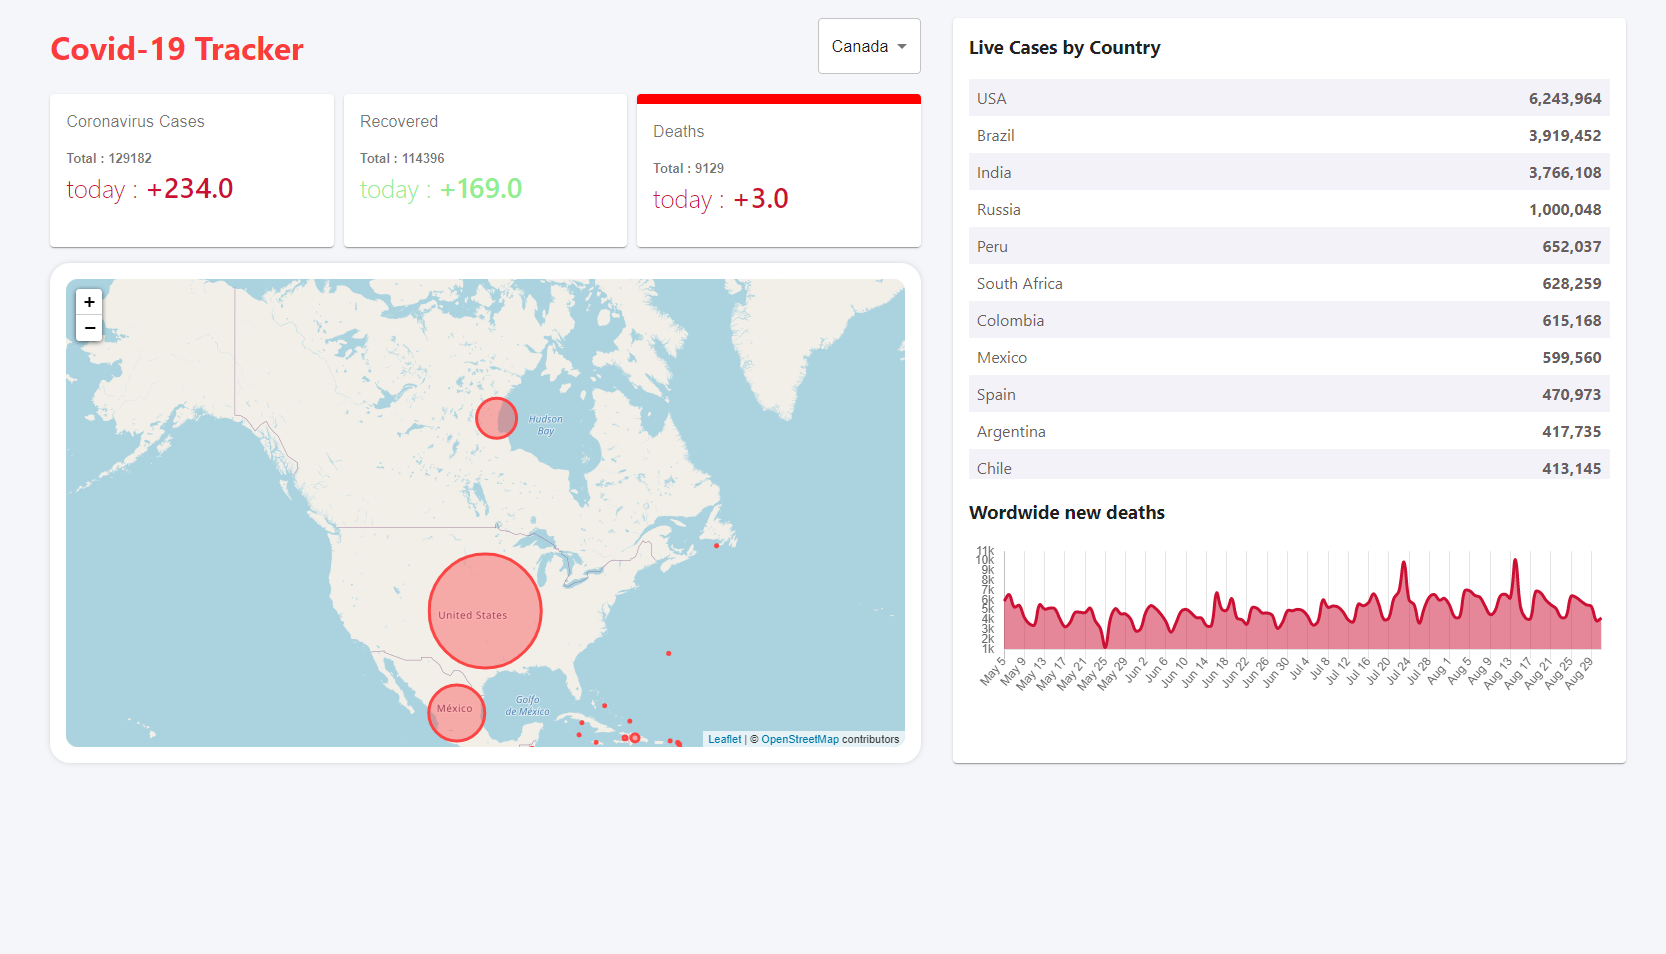 Covid-19 Tracker
Canada
Coronavirus Cases
Total : 129182
today : +234.0
Recovered
Total : 114396
today : +169.0
Deaths
Total : 9129
today : +3.0
+
−
Hudson
Bay
United States
México
Golfo
de México
Leaflet | © OpenStreetMap contributors
Live Cases by Country
USA 6,243,964
Brazil 3,919,452
India 3,766,108
Russia 1,000,048
Peru 652,037
South Africa 628,259
Colombia 615,168
Mexico 599,560
Spain 470,973
Argentina 417,735
Chile 413,145
Wordwide new deaths
11k
10k
9k
8k
7k
6k
5k
4k
3k
2k
1k
May 5 May 9 May 13 May 17 May 21 May 25 May 29 Jun 2 Jun 6 Jun 10 Jun 14 Jun 18 Jun 22 Jun 26 Jun 30 Jul 4 Jul 8 Jul 12 Jul 16 Jul 20 Jul 24 Jul 28 Aug 1 Aug 5 Aug 9 Aug 13 Aug 17 Aug 21 Aug 25 Aug 29